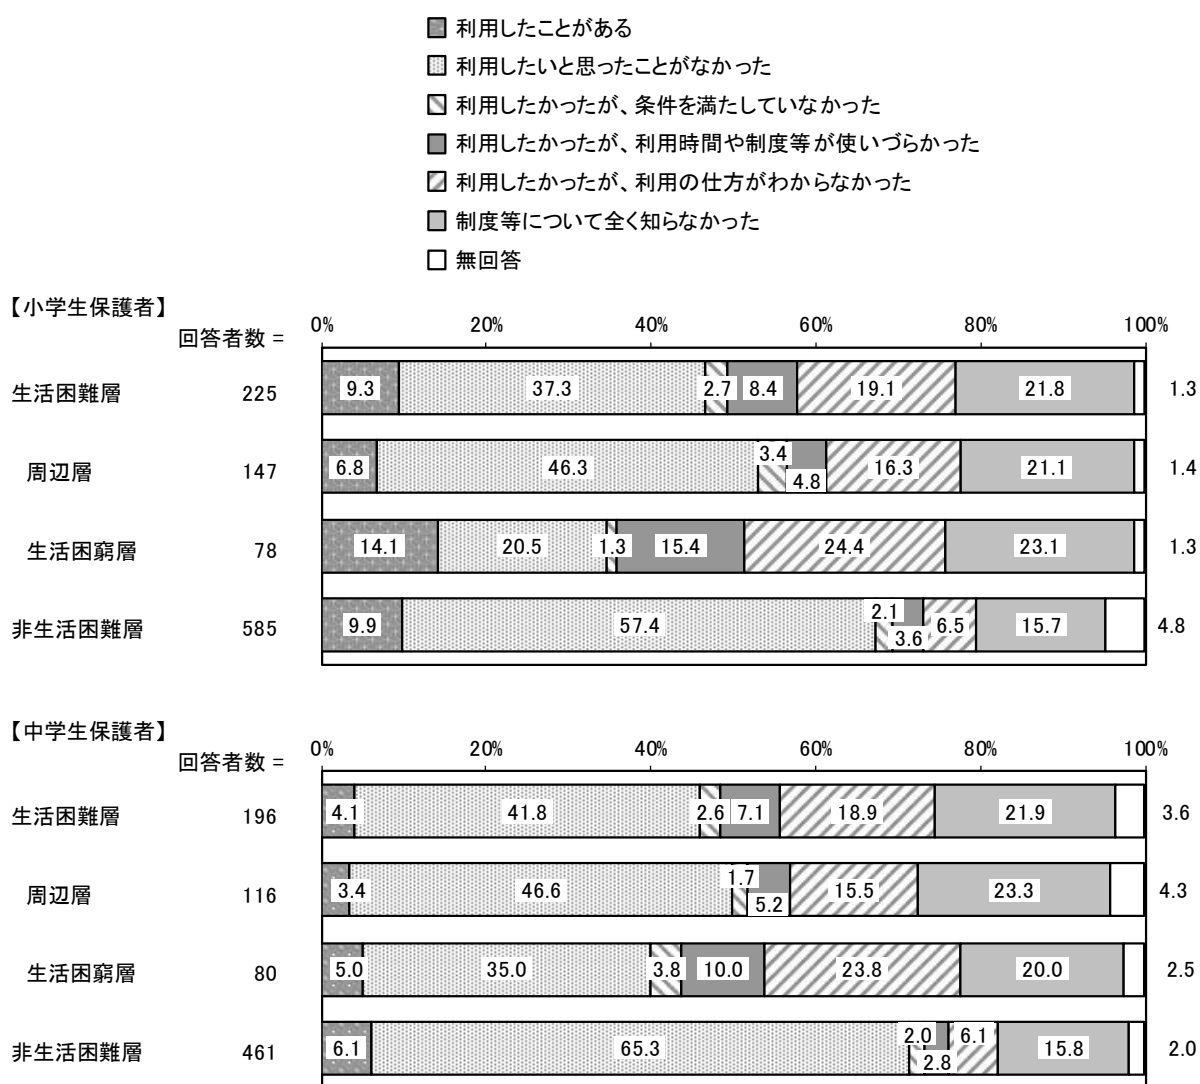 利用したことがある
利用したいと思ったことがなかった
利用したかったが、条件を満たしていなかった
利用したかったが、利用時間や制度等が使いづらかった
利用したかったが、利用の仕方がわからなかった
制度等について全く知らなかった
無回答
【小学生保護者】
回答者数 =
0% 20% 40% 60% 80% 100%
生活困難層 225 9.3 37.3 2.7 8.4 19.1 21.8 1.3
周辺層 147 6.8 46.3 3.4 4.8 16.3 21.1 1.4
生活困窮層 78 14.1 20.5 1.3 15.4 24.4 23.1 1.3
非生活困難層 585 9.9 57.4 2.1 3.6 6.5 15.7 4.8
【中学生保護者】
回答者数 =
0% 20% 40% 60% 80% 100%
生活困難層 196 4.1 41.8 2.6 7.1 18.9 21.9 3.6
周辺層 116 3.4 46.6 1.7 5.2 15.5 23.3 4.3
生活困窮層 80 5.0 35.0 3.8 10.0 23.8 20.0 2.5
非生活困難層 461 6.1 65.3 2.0 2.8 6.1 15.8 2.0